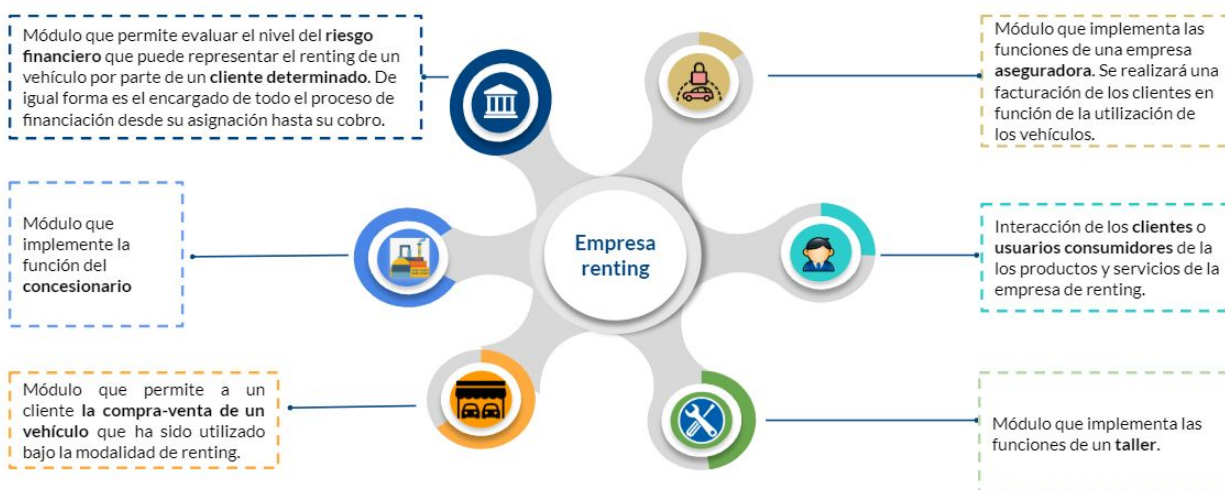 Módulo que permite evaluar el nivel del riesgo
financiero que puede representar el renting de un
vehículo por parte de un cliente determinado. De
igual forma es el encargado de todo el proceso de
financiación desde su asignación hasta su cobro.
Módulo que implementa las
funciones de una empresa
aseguradora. Se realizará una
facturación de los clientes en
función de la utilización de
los vehículos.
Módulo que
implemente la
función del
concesionario
Empresa
renting
Interacción de los clientes o
usuarios consumidores de la
los productos y servicios de la
empresa de renting.
Módulo que permite a un
cliente la compra-venta de un
vehículo que ha sido utilizado
bajo la modalidad de renting.
Módulo que implementa las
funciones de un taller.